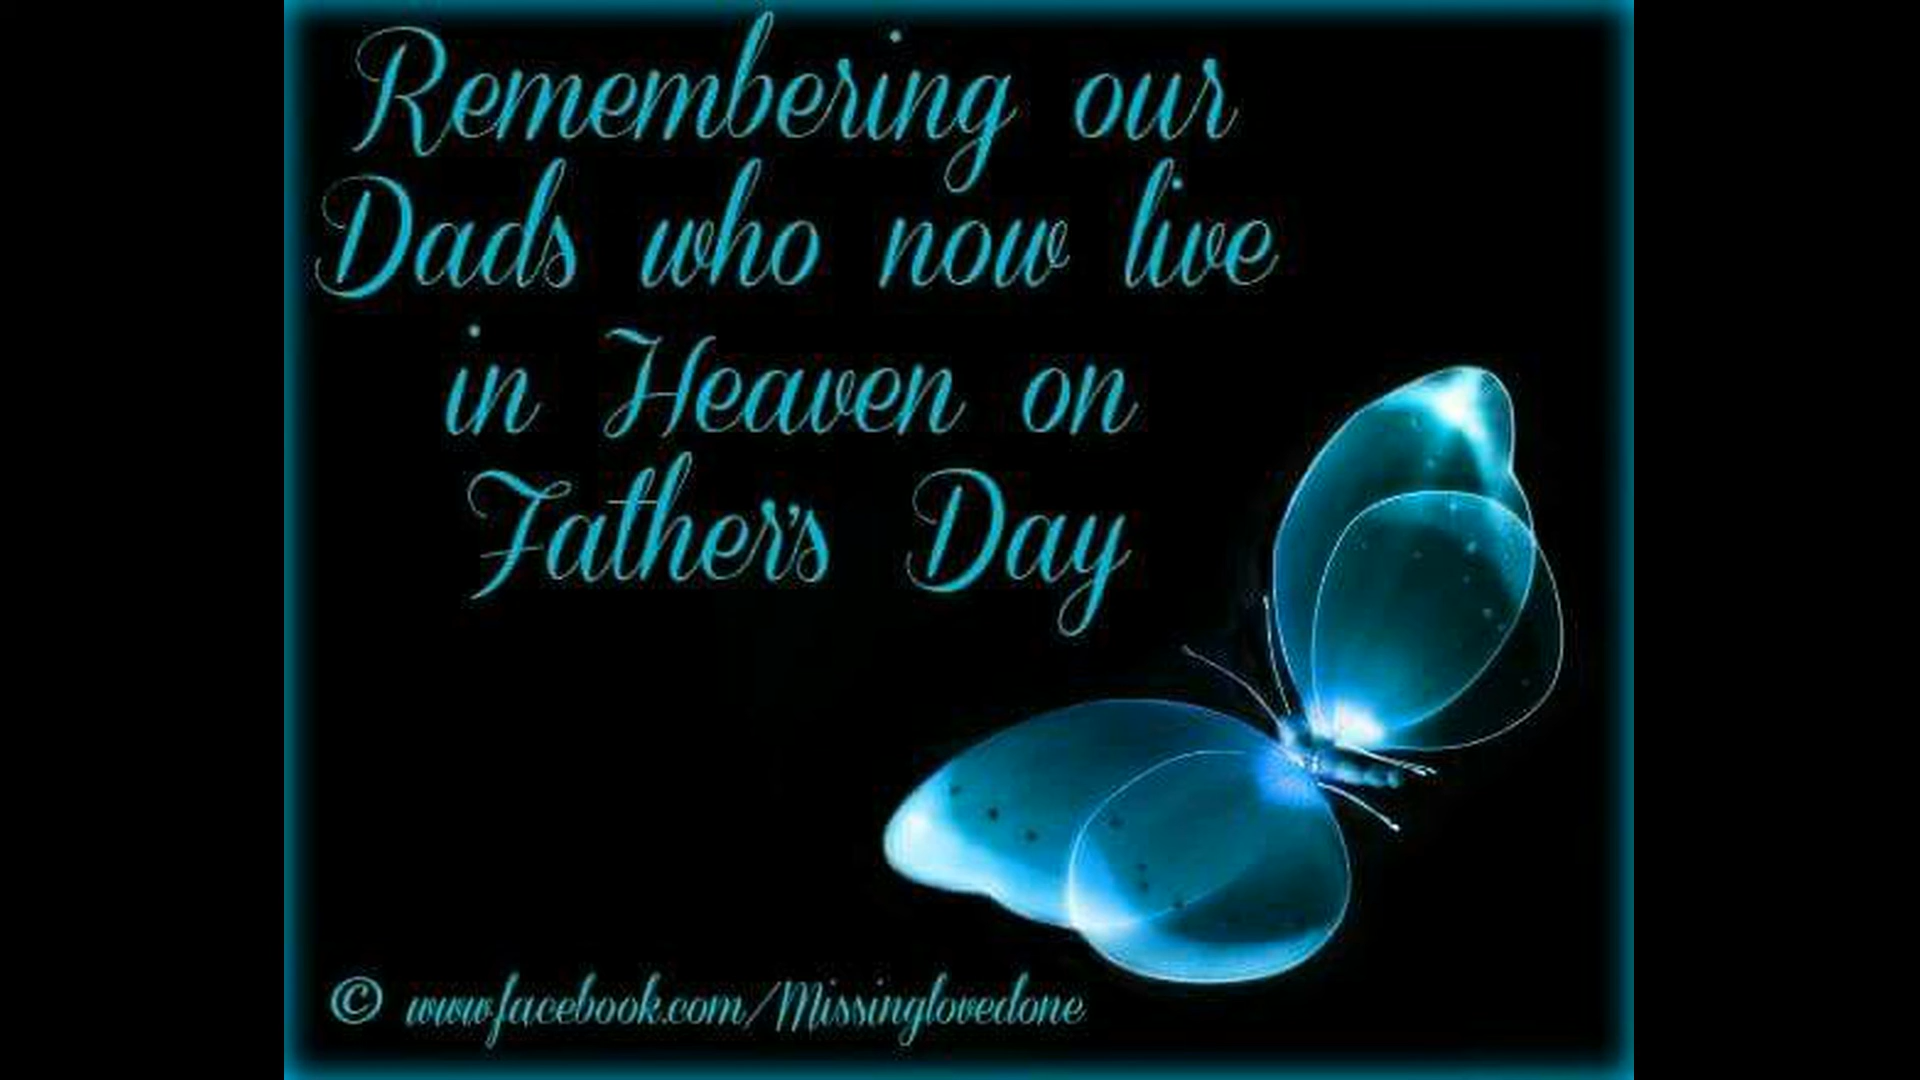 Remembering our
Dads who now live
in Heaven on
Father's Day
© www.facebook.com/Missinglovedone